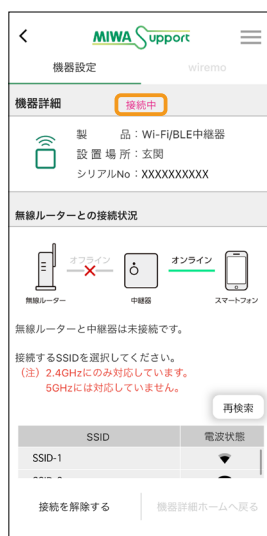 MIWA Support
機器設定
wiremo
機器詳細
接続中
製　　品：Wi-Fi/BLE中継器
設置場所：玄関
シリアルNo：XXXXXXXXXX
無線ルーターとの接続状況
オフライン
オンライン
無線ルーター
中継器
スマートフォン
無線ルーターと中継器は未接続です。
接続するSSIDを選択してください。
（注）2.4GHzにのみ対応しています。
5GHzには対応していません。
再検索
SSID　電波状態
SSID-1
接続を解除する
機器詳細ホームへ戻る